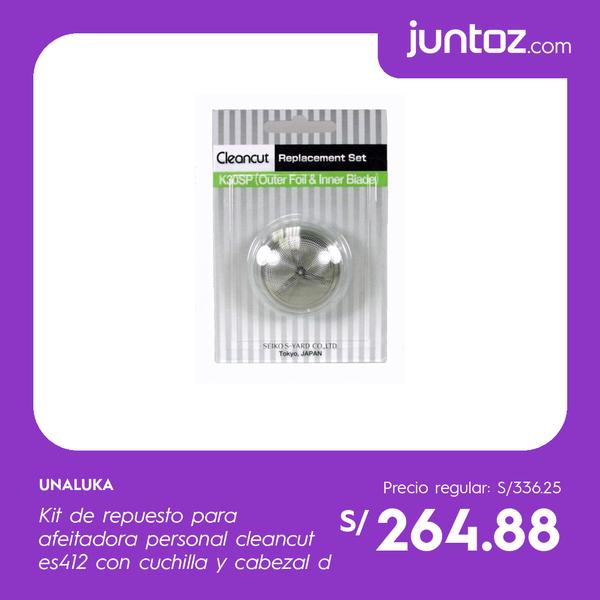 juntoz.com
Cleancut Replacement Set
K30SP (Outer Foil & Inner Blade)
SEIKO S-YARD CO.,LTD.
Tokyo, JAPAN
UNALUKA
Kit de repuesto para
afeitadora personal cleancut
es412 con cuchilla y cabezal d
Precio regular: S/336.25
S/ 264.88